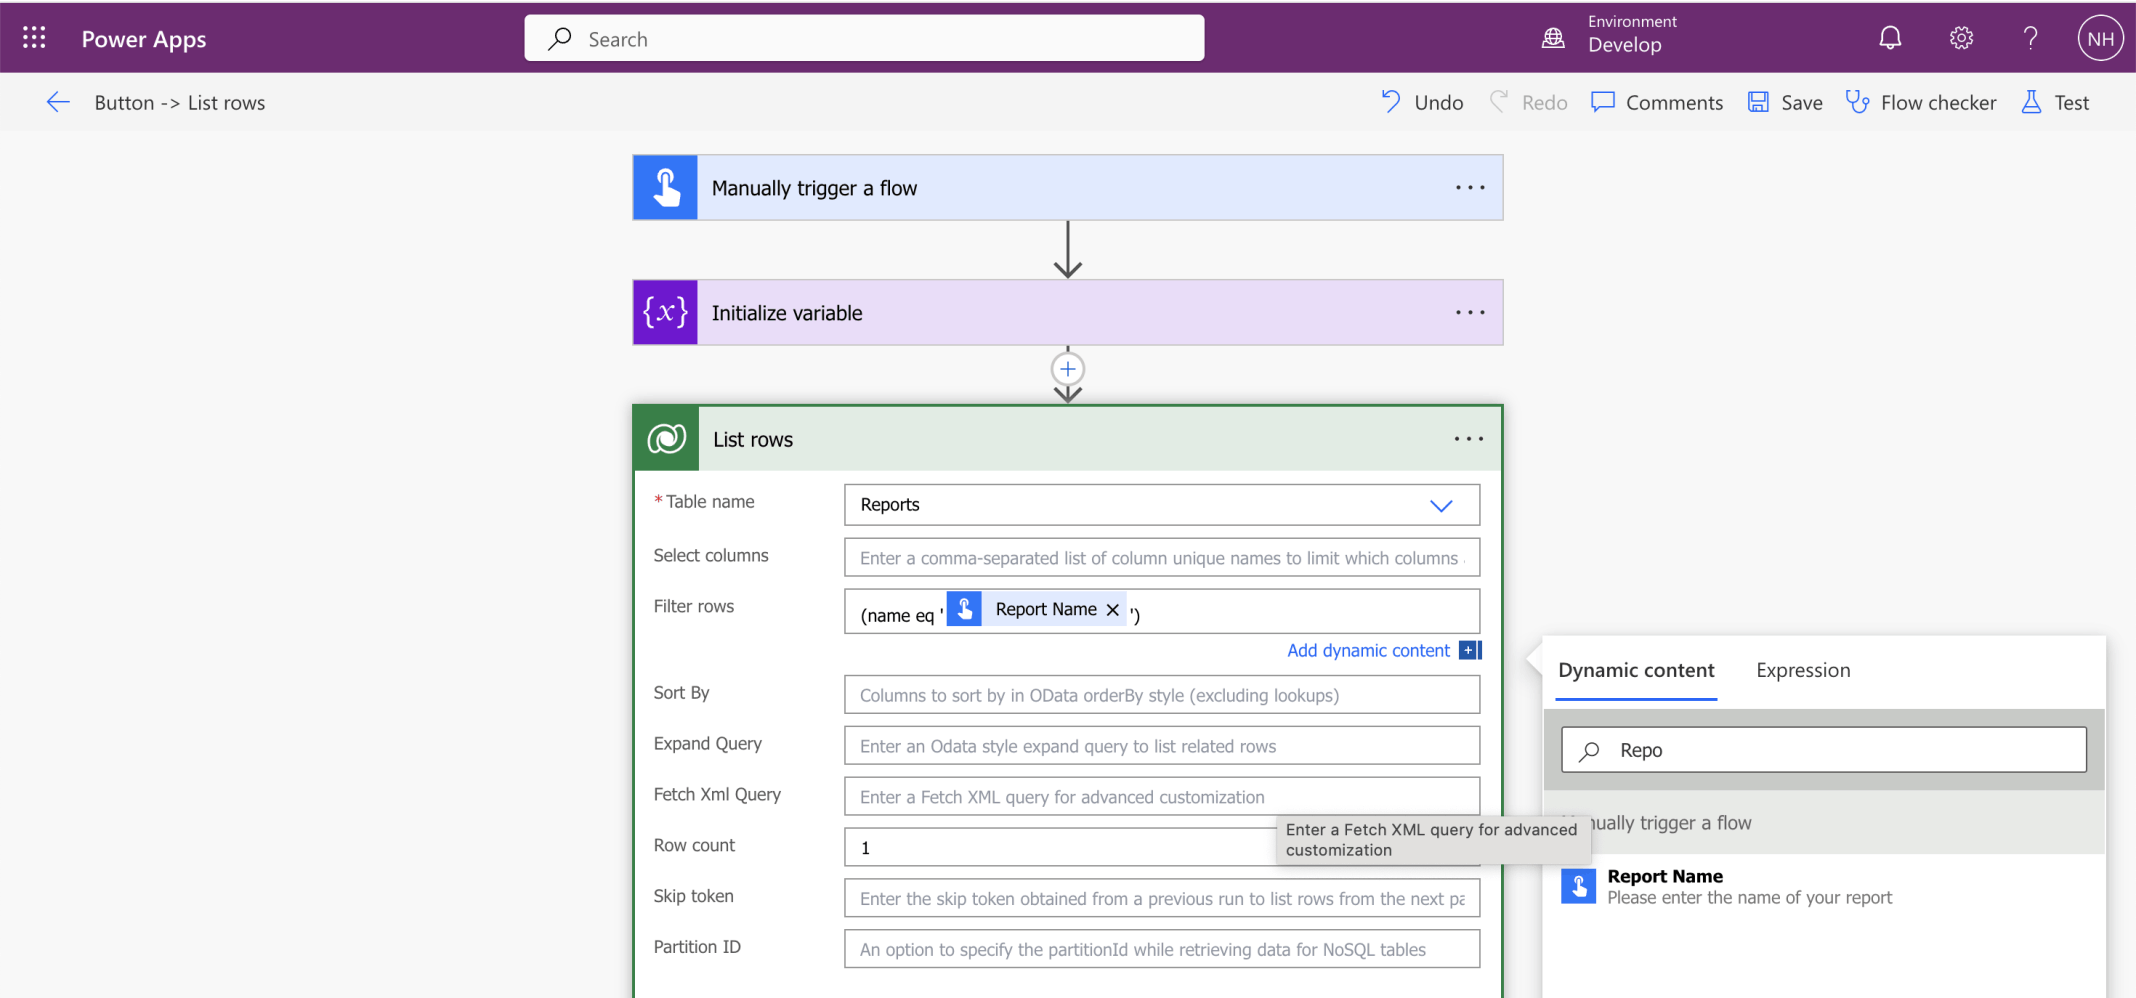 Power Apps
Search
Environment
Develop
NH
Button -> List rows
Undo
Redo
Comments
Save
Flow checker
Test
Manually trigger a flow
{x} Initialize variable
List rows
* Table name
Reports
Select columns
Enter a comma-separated list of column unique names to limit which columns
Filter rows
(name eq ' Report Name × ')
Add dynamic content
Sort By
Columns to sort by in OData orderBy style (excluding lookups)
Expand Query
Enter an Odata style expand query to list related rows
Fetch Xml Query
Enter a Fetch XML query for advanced customization
Row count
1
Enter a Fetch XML query for advanced
customization
Skip token
Enter the skip token obtained from a previous run to list rows from the next pa
Partition ID
An option to specify the partitionId while retrieving data for NoSQL tables
Dynamic content
Expression
Repo
nually trigger a flow
Report Name
Please enter the name of your report